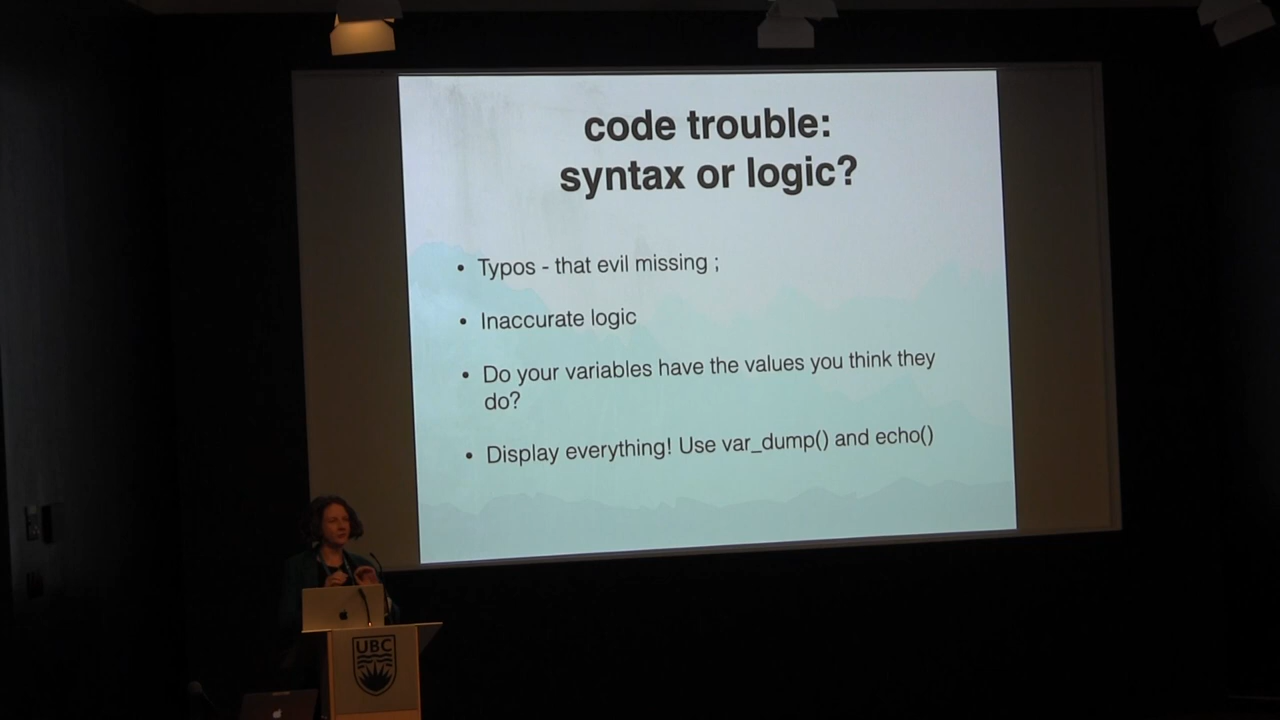 code trouble:
syntax or logic?
• Typos - that evil missing ;
• Inaccurate logic
• Do your variables have the values you think they
do?
• Display everything! Use var_dump() and echo()
UBC